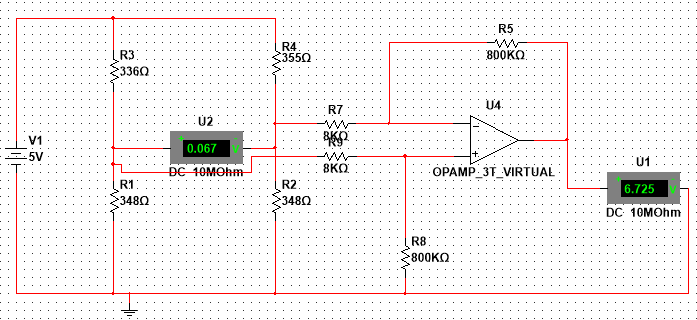 R5
800KΩ
R3
336Ω
R4
355Ω
U4
R7
8KΩ
U2
V1
5V
0.067 V
R9
8KΩ
DC 10MOhm
OPAMP_3T_VIRTUAL
U1
R1
348Ω
R2
348Ω
6.725 V
DC 10MOhm
R8
800KΩ